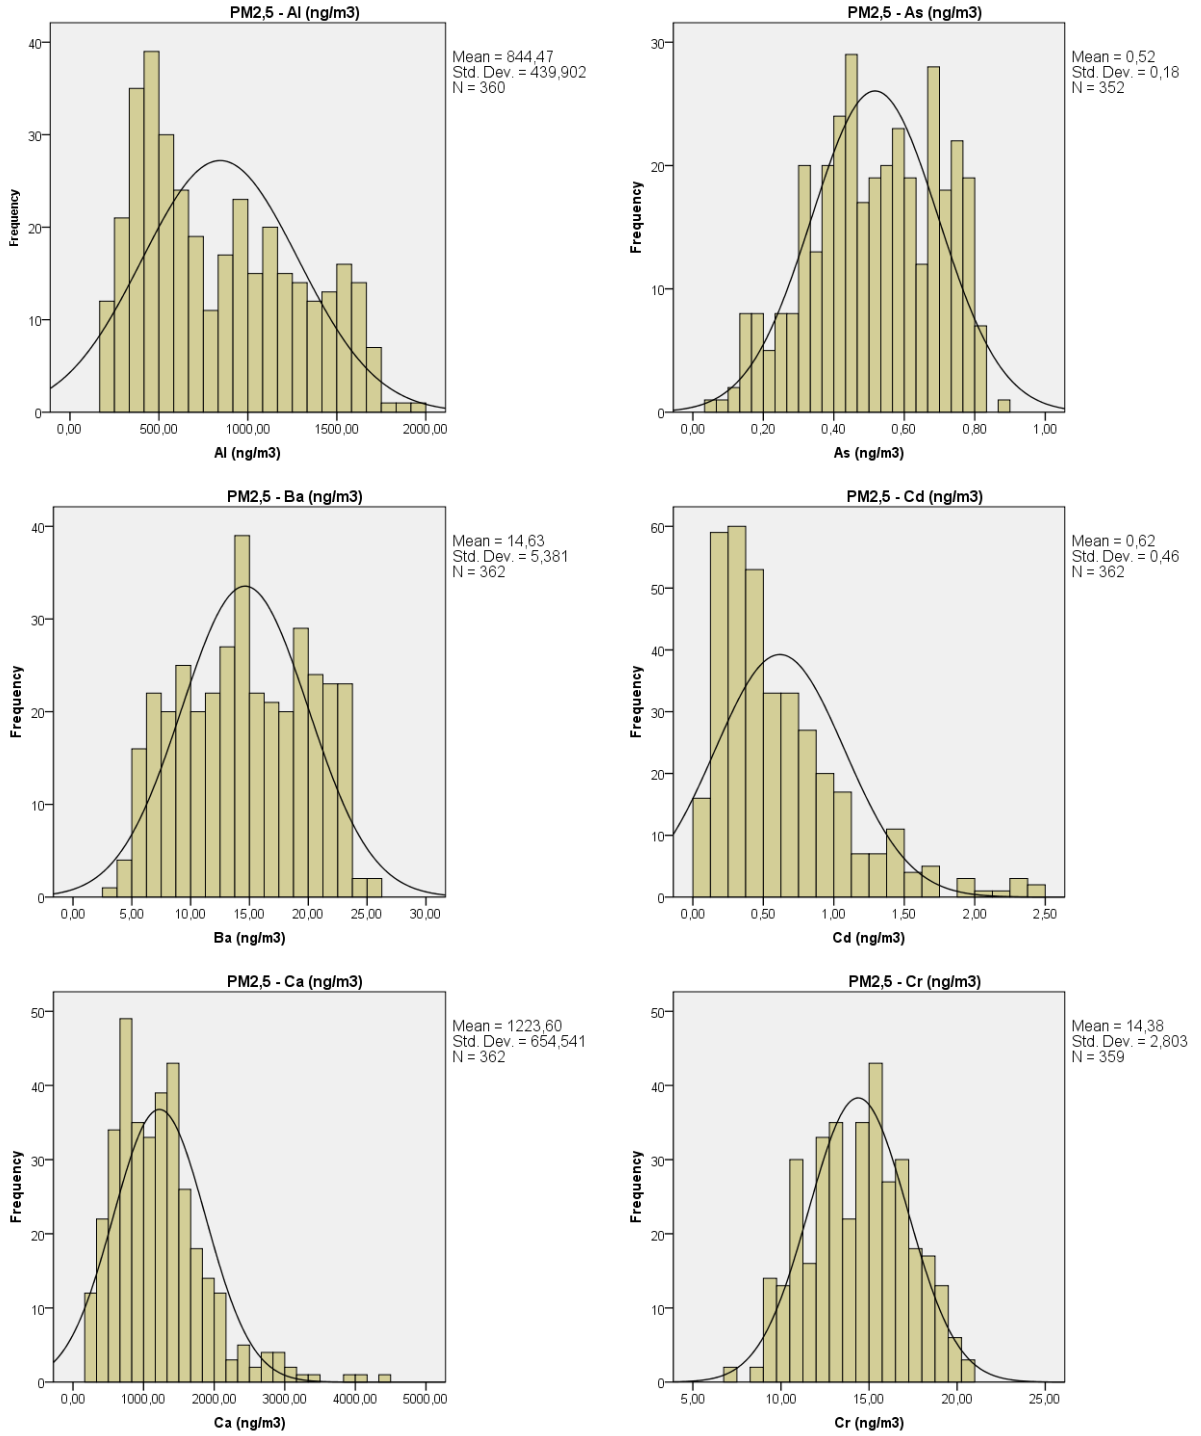 PM2,5 - Al (ng/m3)
40
30
20
10
0
Frequency
0,00 500,00 1000,00 1500,00 2000,00
Al (ng/m3)
Mean = 844,47
Std. Dev. = 439,902
N = 360
PM2,5 - As (ng/m3)
30
20
10
0
Frequency
0,00 0,20 0,40 0,60 0,80 1,00
As (ng/m3)
Mean = 0,52
Std. Dev. = 0,18
N = 352
PM2,5 - Ba (ng/m3)
40
30
20
10
0
Frequency
0,00 5,00 10,00 15,00 20,00 25,00 30,00
Ba (ng/m3)
Mean = 14,63
Std. Dev. = 5,381
N = 362
PM2,5 - Cd (ng/m3)
60
50
40
30
20
10
0
Frequency
0,00 0,50 1,00 1,50 2,00 2,50
Cd (ng/m3)
Mean = 0,62
Std. Dev. = 0,46
N = 362
PM2,5 - Ca (ng/m3)
50
40
30
20
10
0
Frequency
0,00 1000,00 2000,00 3000,00 4000,00 5000,00
Ca (ng/m3)
Mean = 1223,60
Std. Dev. = 654,541
N = 362
PM2,5 - Cr (ng/m3)
50
40
30
20
10
0
Frequency
5,00 10,00 15,00 20,00 25,00
Cr (ng/m3)
Mean = 14,38
Std. Dev. = 2,803
N = 359